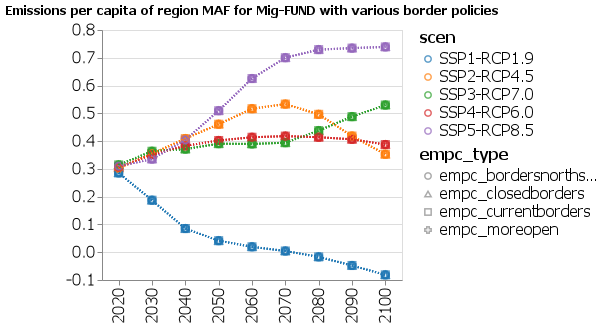 Emissions per capita of region MAF for Mig-FUND with various border policies
0.8
0.7
0.6
0.5
0.4
0.3
0.2
0.1
0.0
-0.1
2020
2030
2040
2050
2060
2070
2080
2090
2100
scen
SSP1-RCP1.9
SSP2-RCP4.5
SSP3-RCP7.0
SSP4-RCP6.0
SSP5-RCP8.5
empc_type
empc_bordersnorths...
empc_closedborders
empc_currentborders
empc_moreopen